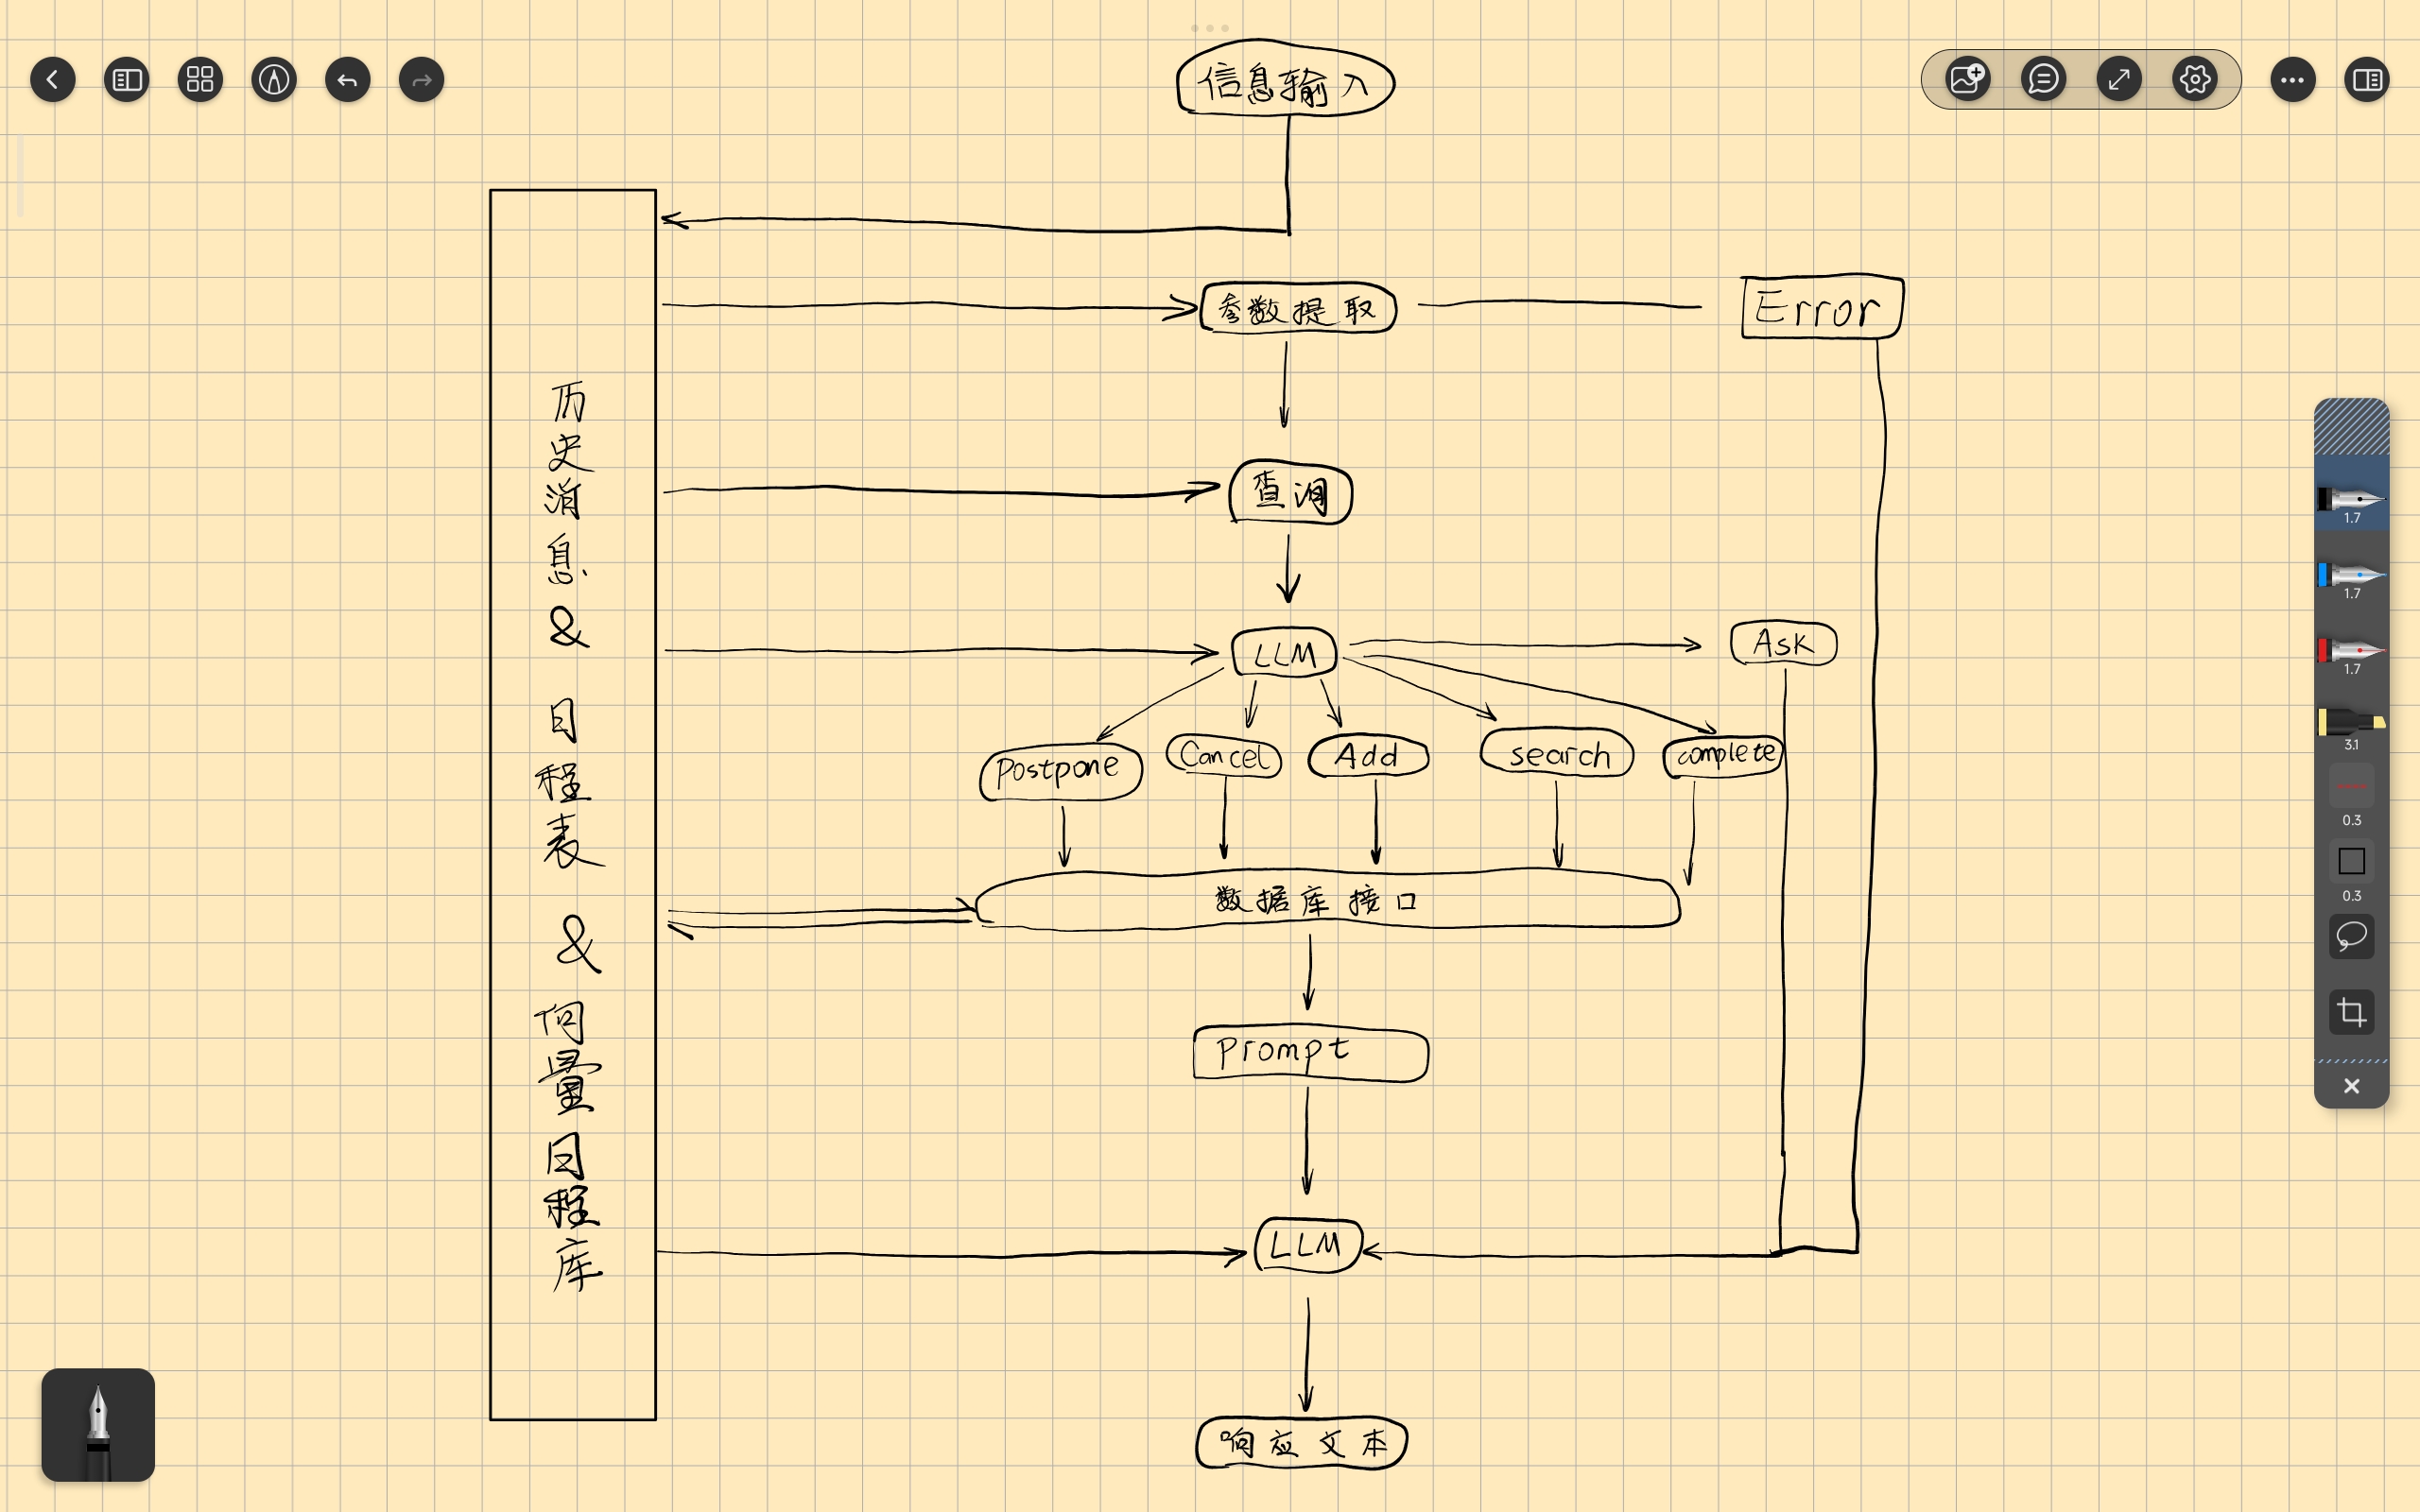 信息输入
参数提取
Error
查询
LLM
Ask
Postpone
Cancel
Add
search
complete
数据库接口
Prompt
LLM
响应文本
历史消息 & 日程表 & 向量日程库
1.7
1.7
1.7
3.1
0.3
0.3